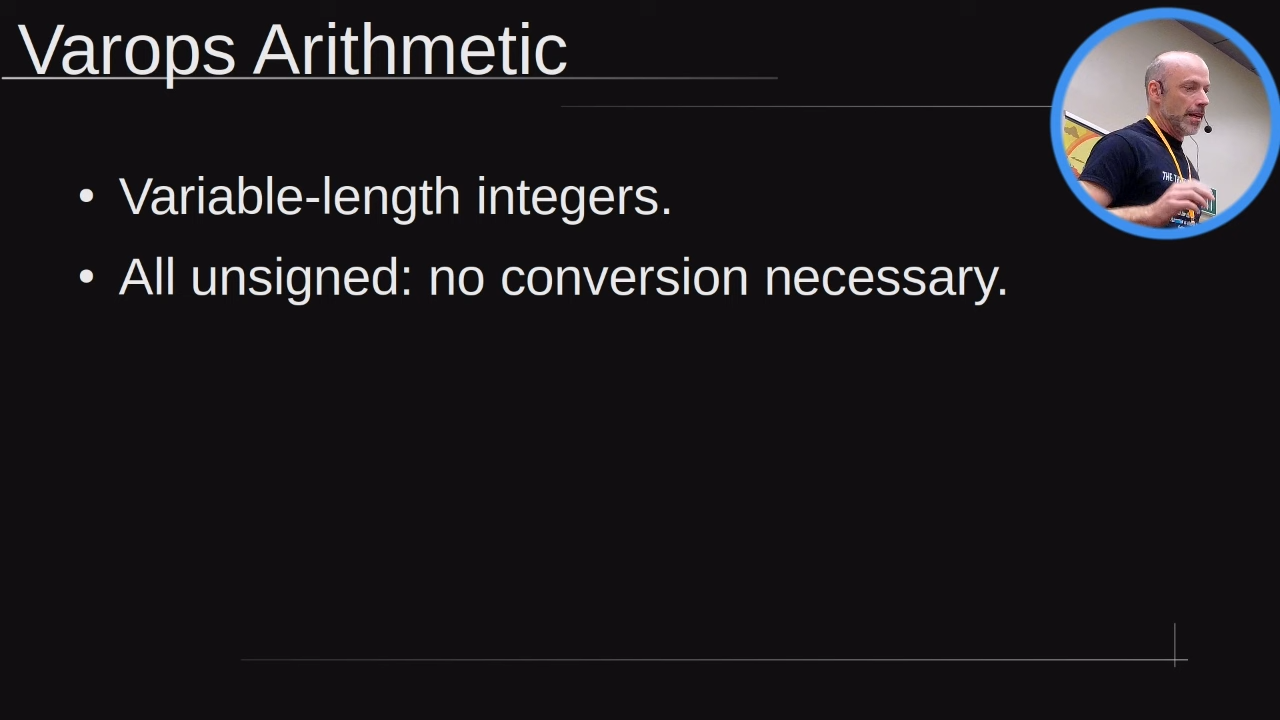 Varops Arithmetic
• Variable-length integers.
• All unsigned: no conversion necessary.